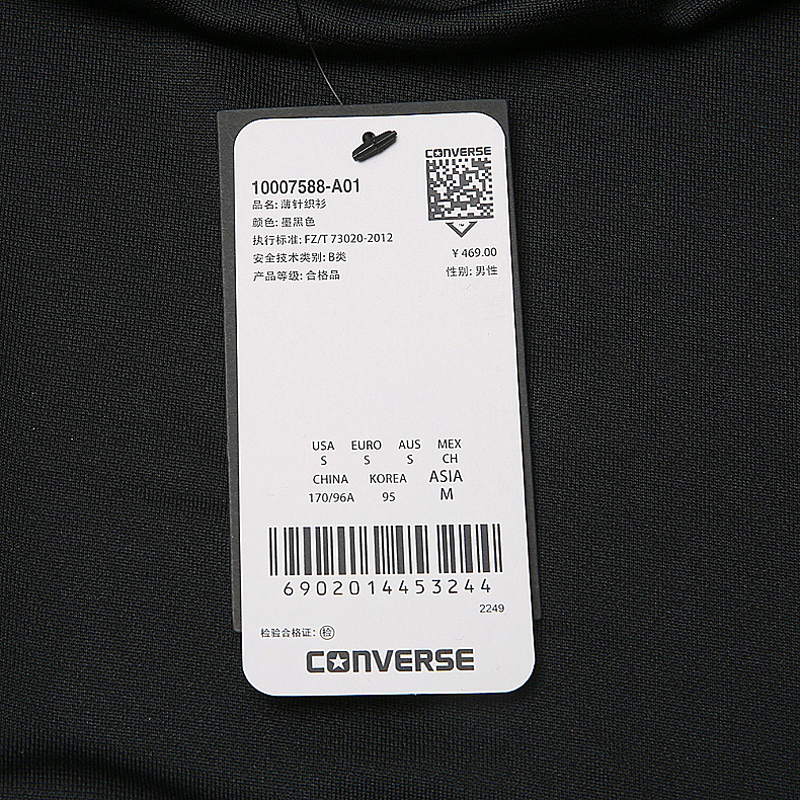 CONVERSE
10007588-A01
品名: 薄针织衫
颜色: 墨黑色
执行标准: FZ/T 73020-2012
安全技术类别: B类
产品等级: 合格品
¥ 469.00
性别: 男性
USA EURO AUS MEX
S S S CH
CHINA KOREA ASIA
170/96A 95 M
6902014453244
2249
检验合格证: 检
CONVERSE